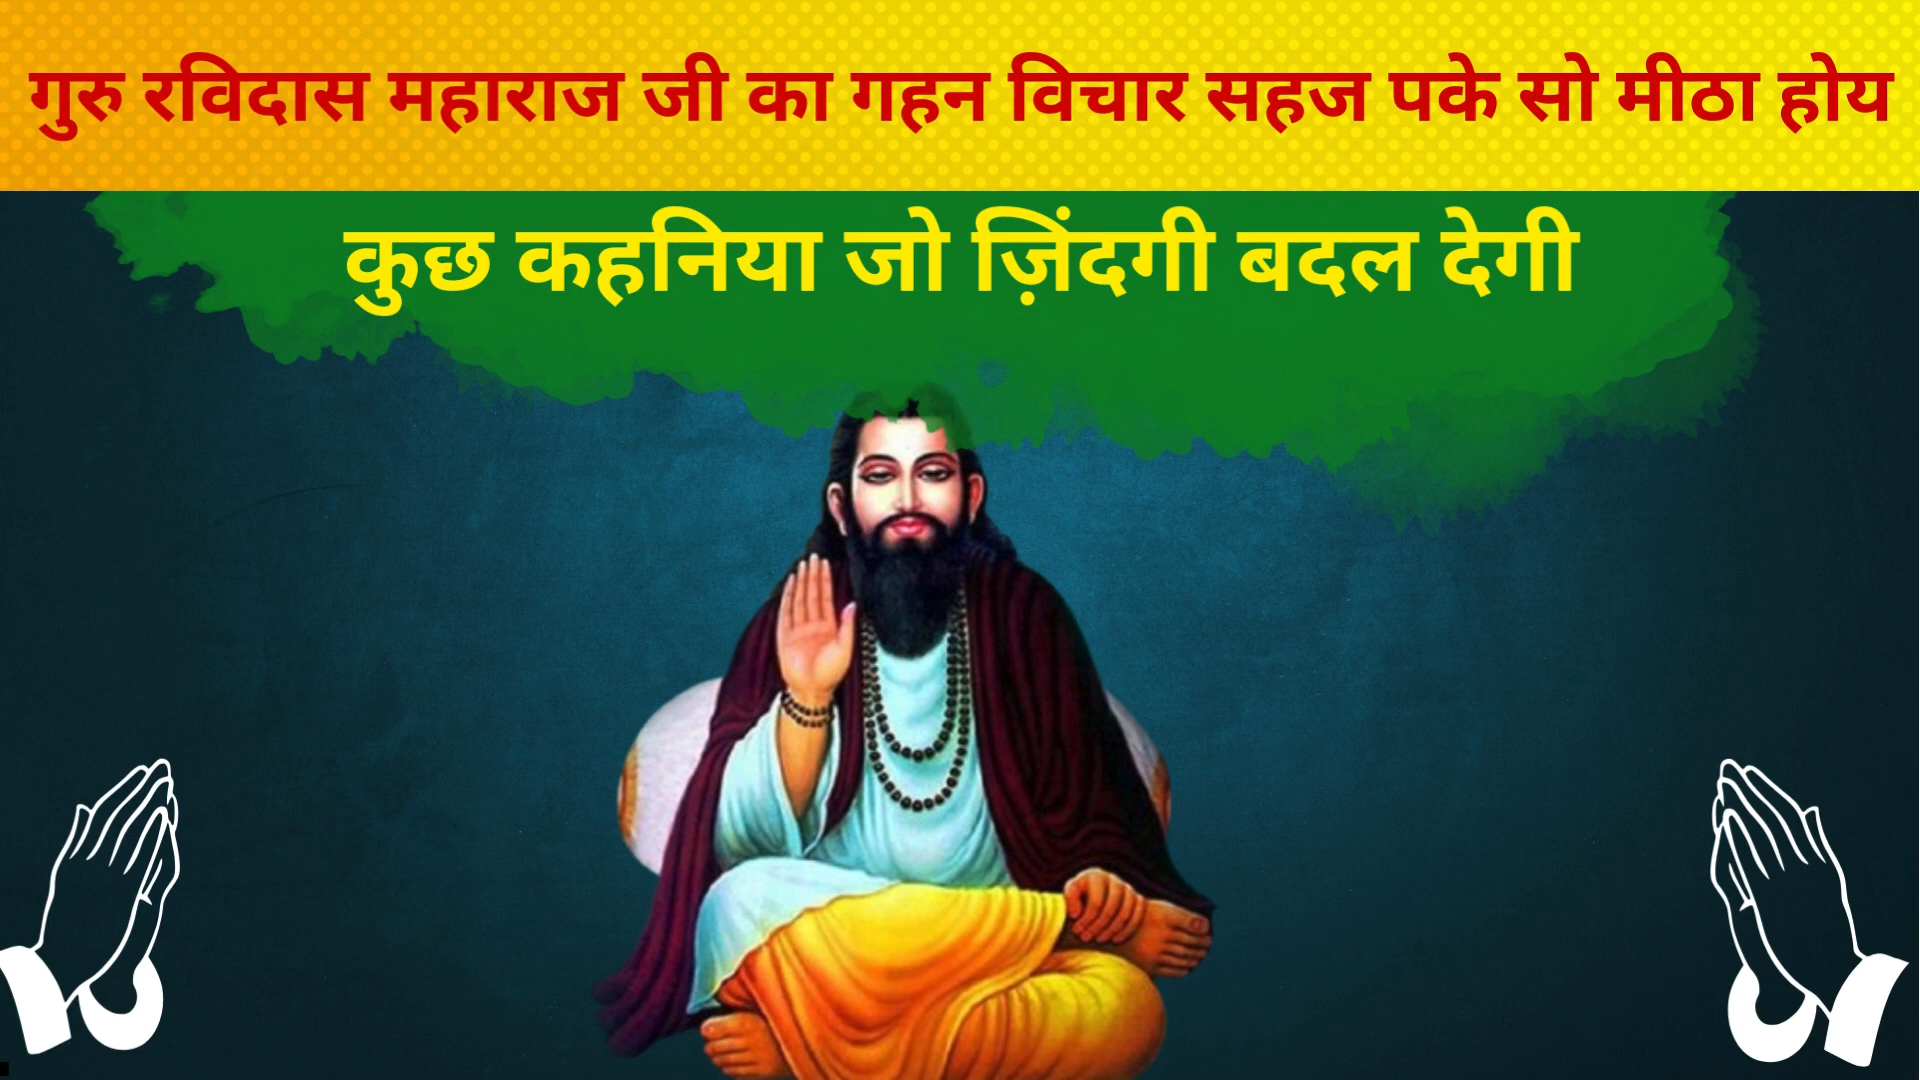 गुरु रविदास महाराज जी का गहन विचार सहज पके सो मीठा होय
कुछ कहनिया जो ज़िंदगी बदल देगी